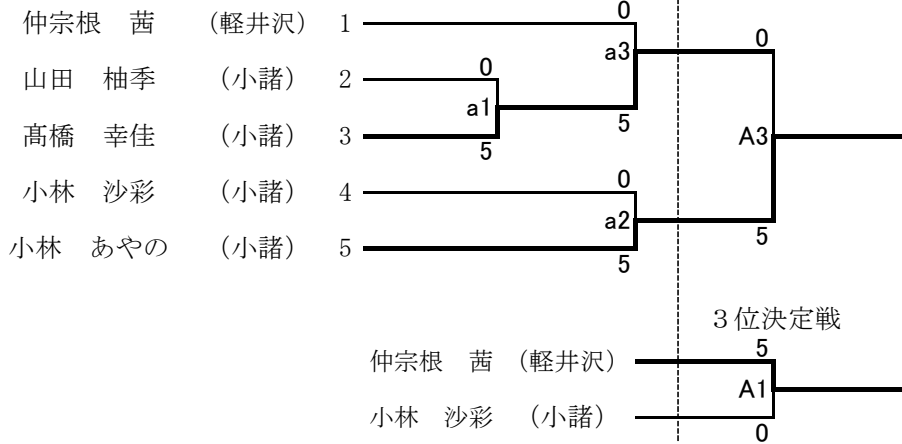 仲宗根　茜　（軽井沢）　1　0
a3　0
山田　柚季　（小諸）　2　0
a1
髙橋　幸佳　（小諸）　3　5　5
A3
小林　沙彩　（小諸）　4　0
a2　5
小林　あやの　（小諸）　5　5
３位決定戦
仲宗根　茜　（軽井沢）　5
A1
小林　沙彩　（小諸）　0